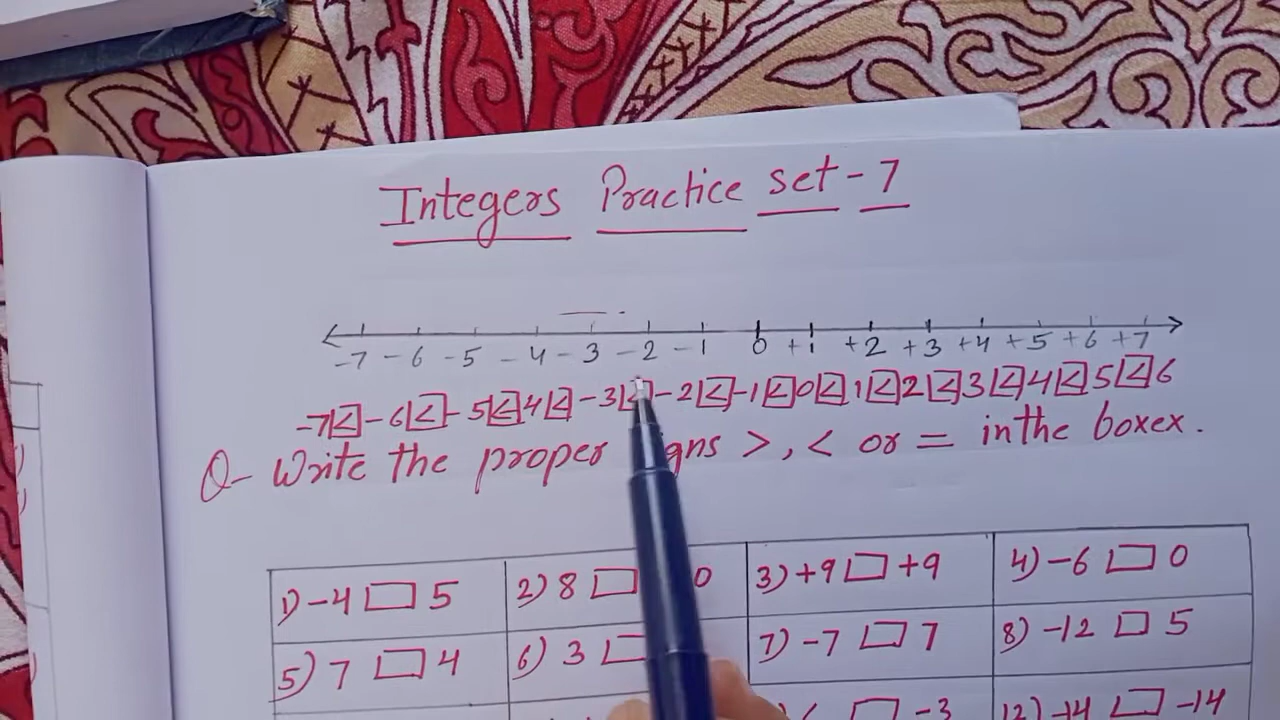 Integers Practice set - 7
-7 -6 -5 -4 -3 -2 -1 0 +1 +2 +3 +4 +5 +6 +7
-7 < -6 < -5 < 4 < -3 < -2 < -1 < 0 < 1 < 2 < 3 < 4 < 5 < 6
Q- Write the proper >, < or = in the boxex.
1) -4 □ 5 2) 8 □ 0 3) +9 □ +9 4) -6 □ 0
5) 7 □ 4 6) 3 □ 7) -7 □ 7 8) -12 □ 5
□ -3 12) -14 □ -14